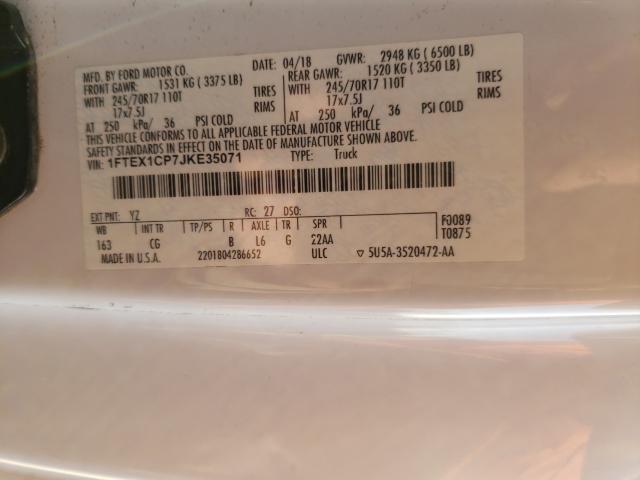 MFD. BY FORD MOTOR CO. DATE: 04/18 GVWR: 2948 KG ( 6500 LB)
FRONT GAWR: 1531 KG ( 3375 LB) REAR GAWR: 1520 KG ( 3350 LB)
WITH 245/70R17 110T TIRES WITH 245/70R17 110T TIRES
17x7.5J RIMS 17x7.5J RIMS
AT 250 kPa/ 36 PSI COLD AT 250 kPa/ 36 PSI COLD
THIS VEHICLE CONFORMS TO ALL APPLICABLE FEDERAL MOTOR VEHICLE
SAFETY STANDARDS IN EFFECT ON THE DATE OF MANUFACTURE SHOWN ABOVE.
VIN: 1FTEX1CP7JKE35071 TYPE: Truck
EXT PNT: YZ RC: 27 DSO:
WB INT TR TP/PS R AXLE TR SPR F0089
163 CG B L6 G 22AA T0875
MADE IN U.S.A. 2201804286652 ULC ▽ 5U5A-3520472-AA